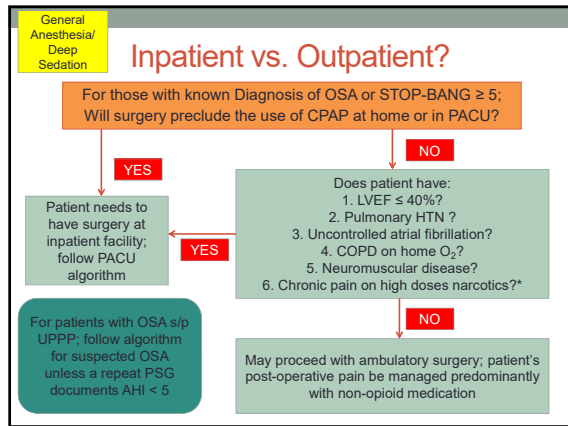 General
Anesthesia/
Deep
Sedation
Inpatient vs. Outpatient?
For those with known Diagnosis of OSA or STOP-BANG ≥ 5;
Will surgery preclude the use of CPAP at home or in PACU?
YES
NO
Patient needs to
have surgery at
inpatient facility;
follow PACU
algorithm
YES
Does patient have:
1. LVEF ≤ 40%?
2. Pulmonary HTN ?
3. Uncontrolled atrial fibrillation?
4. COPD on home O₂?
5. Neuromuscular disease?
6. Chronic pain on high doses narcotics?*
NO
For patients with OSA s/p
UPPP; follow algorithm
for suspected OSA
unless a repeat PSG
documents AHI < 5
May proceed with ambulatory surgery; patient's
post-operative pain be managed predominantly
with non-opioid medication